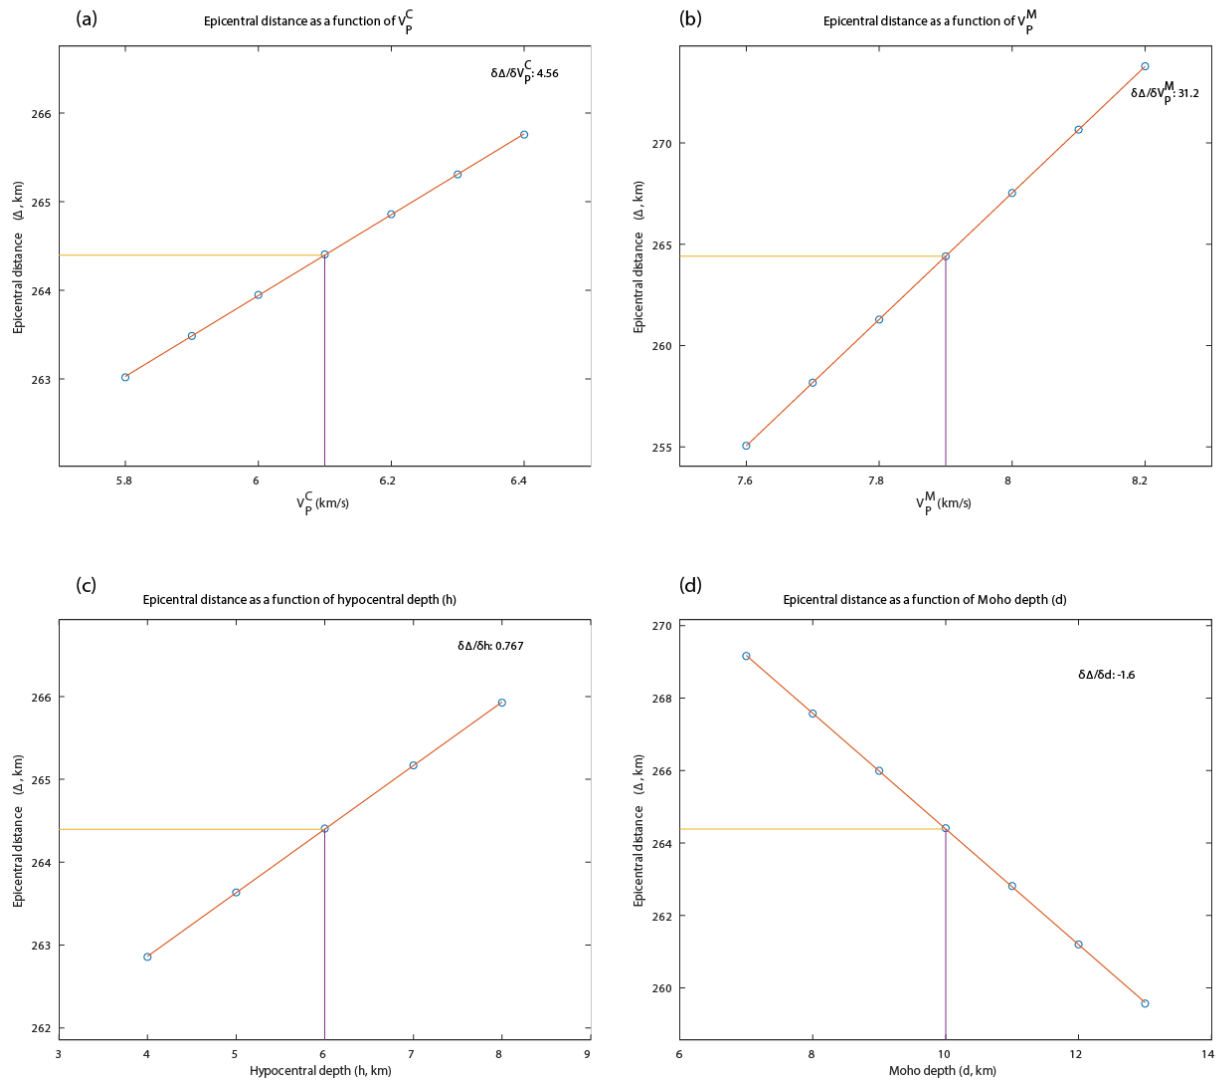 (a)
Epicentral distance as a function of V_P^C
δΔ/δV_P^C: 4.56
266
265
264
263
Epicentral distance (Δ, km)
5.8 6 6.2 6.4
V_P^C (km/s)
(b)
Epicentral distance as a function of V_P^M
δΔ/δV_P^M: 31.2
270
265
260
255
Epicentral distance (Δ, km)
7.6 7.8 8 8.2
V_P^M (km/s)
(c)
Epicentral distance as a function of hypocentral depth (h)
δΔ/δh: 0.767
266
265
264
263
262
Epicentral distance (Δ, km)
3 4 5 6 7 8 9
Hypocentral depth (h, km)
(d)
Epicentral distance as a function of Moho depth (d)
δΔ/δd: -1.6
270
268
266
264
262
260
Epicentral distance (Δ, km)
6 8 10 12 14
Moho depth (d, km)